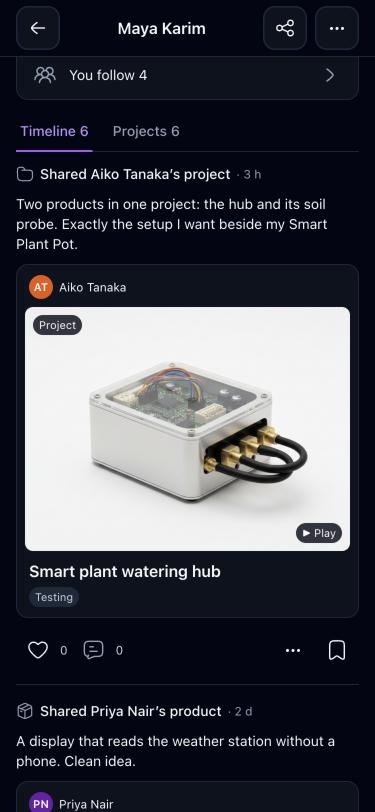 Maya Karim
You follow 4
Timeline 6 Projects 6
Shared Aiko Tanaka’s project · 3 h
Two products in one project: the hub and its soil
probe. Exactly the setup I want beside my Smart
Plant Pot.
AT Aiko Tanaka
Project
Play
Smart plant watering hub
Testing
0 0
Shared Priya Nair’s product · 2 d
A display that reads the weather station without a
phone. Clean idea.
PN Priya Nair